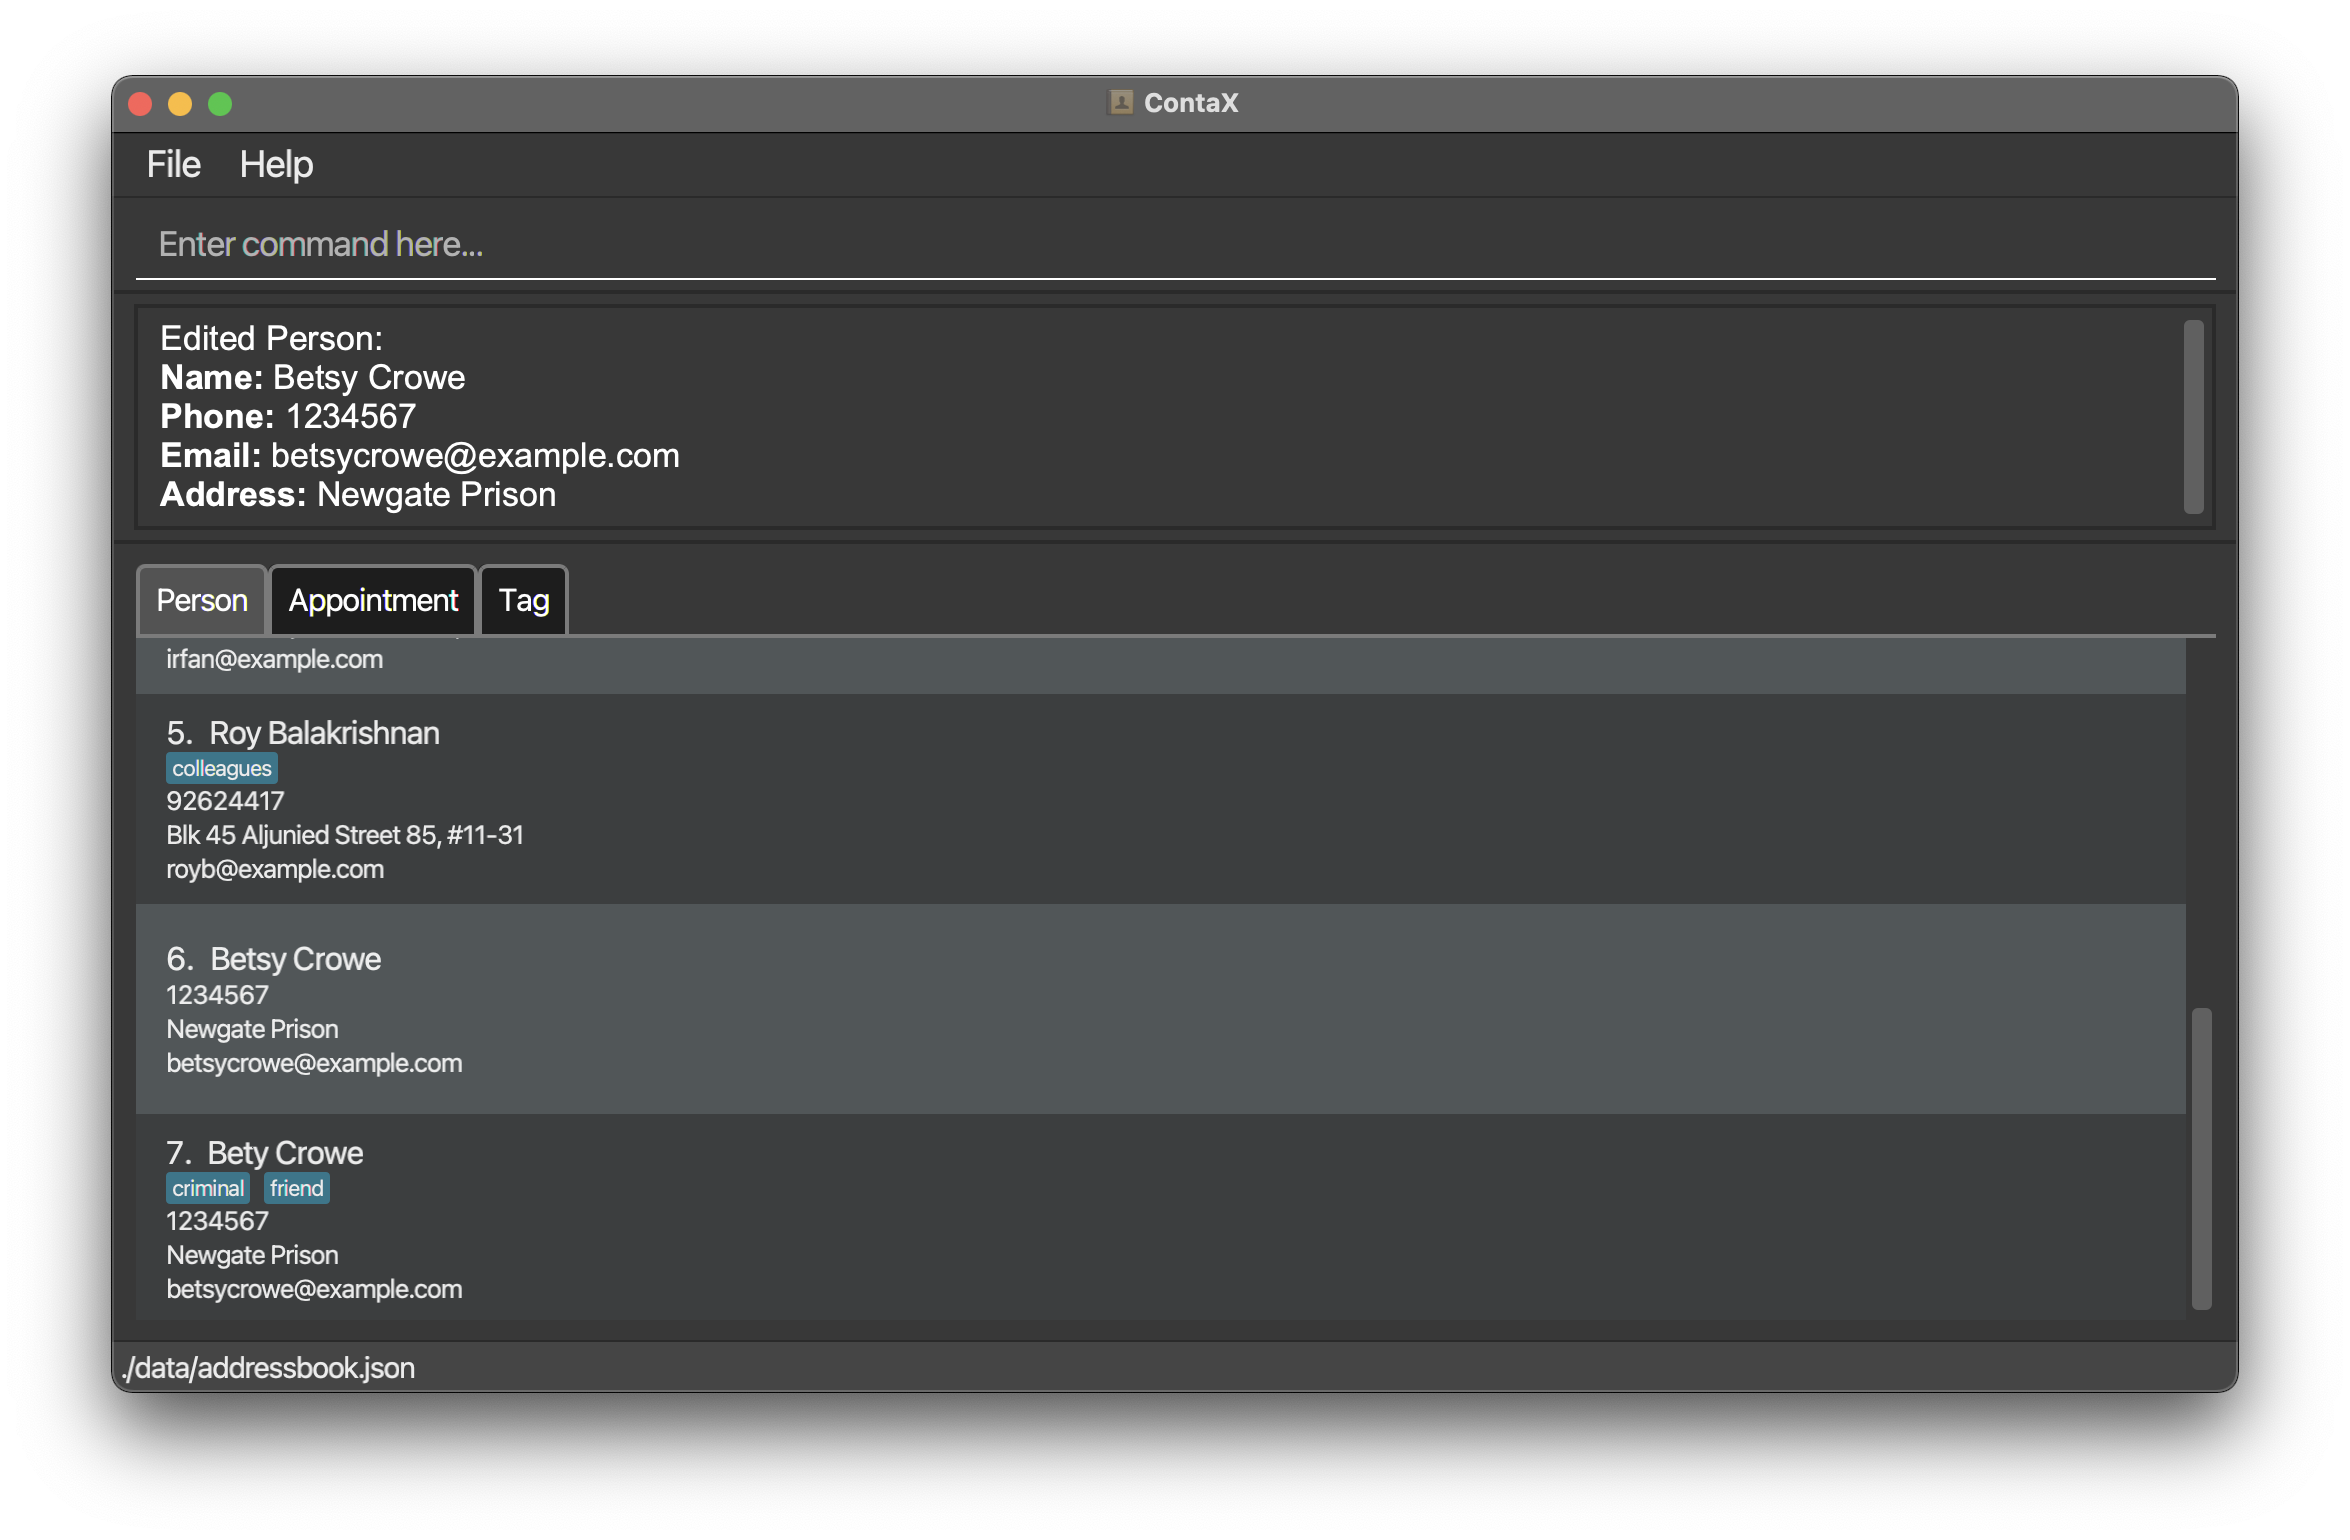 ContaX
File Help
Enter command here...
Edited Person:
Name: Betsy Crowe
Phone: 1234567
Email: betsycrowe@example.com
Address: Newgate Prison
Person Appointment Tag
irfan@example.com
5. Roy Balakrishnan
colleagues
92624417
Blk 45 Aljunied Street 85, #11-31
royb@example.com
6. Betsy Crowe
1234567
Newgate Prison
betsycrowe@example.com
7. Bety Crowe
criminal friend
1234567
Newgate Prison
betsycrowe@example.com
./data/addressbook.json